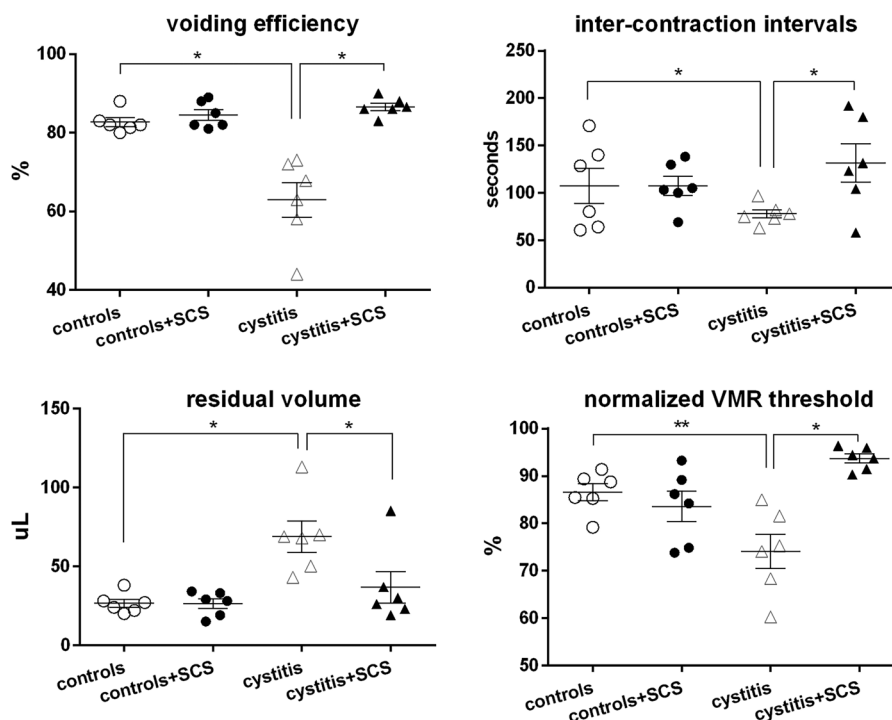 voiding efficiency
*
*
100
80
60
40
%
controls
controls+SCS
cystitis
cystitis+SCS
inter-contraction intervals
*
*
250
200
150
100
50
0
seconds
controls
controls+SCS
cystitis
cystitis+SCS
residual volume
*
*
150
100
50
0
uL
controls
controls+SCS
cystitis
cystitis+SCS
normalized VMR threshold
**
*
100
90
80
70
60
50
%
controls
controls+SCS
cystitis
cystitis+SCS